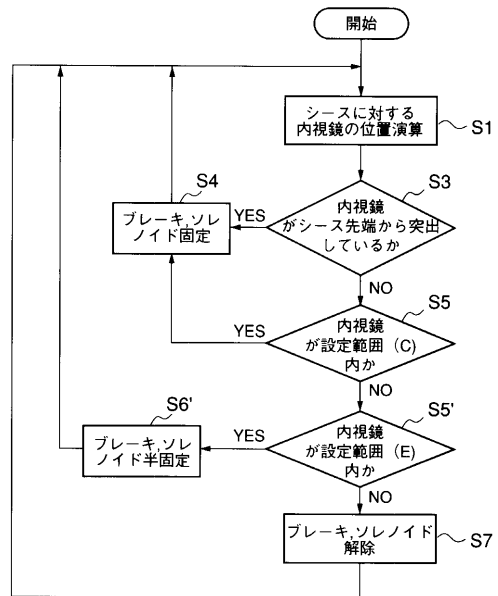 開始
シースに対する
内視鏡の位置演算
S1
S3
内視鏡
がシース先端から突出
しているか
YES
S4
ブレーキ,ソレ
ノイド固定
NO
S5
内視鏡
が設定範囲（C）
内か
YES
NO
S5'
内視鏡
が設定範囲（E）
内か
YES
S6'
ブレーキ,ソレ
ノイド半固定
NO
ブレーキ,ソレノイド
解除
S7